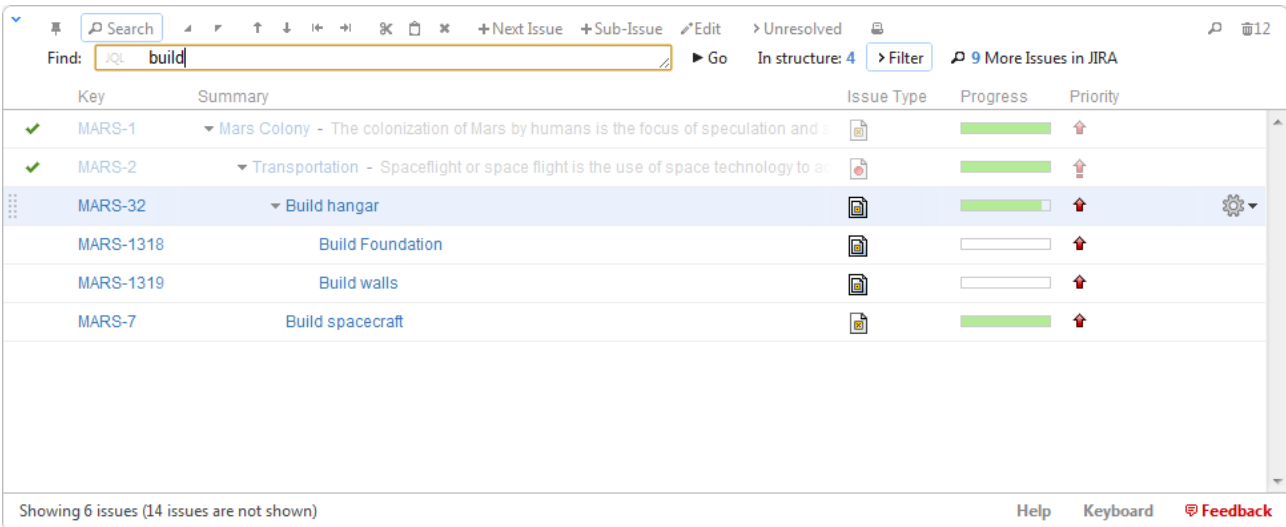 Search +Next Issue +Sub-Issue Edit > Unresolved 12
Find: JQL build Go In structure: 4 > Filter 9 More Issues in JIRA
Key Summary Issue Type Progress Priority
MARS-1 Mars Colony - The colonization of Mars by humans is the focus of speculation and
MARS-2 Transportation - Spaceflight or space flight is the use of space technology to
MARS-32 Build hangar
MARS-1318 Build Foundation
MARS-1319 Build walls
MARS-7 Build spacecraft
Showing 6 issues (14 issues are not shown) Help Keyboard Feedback